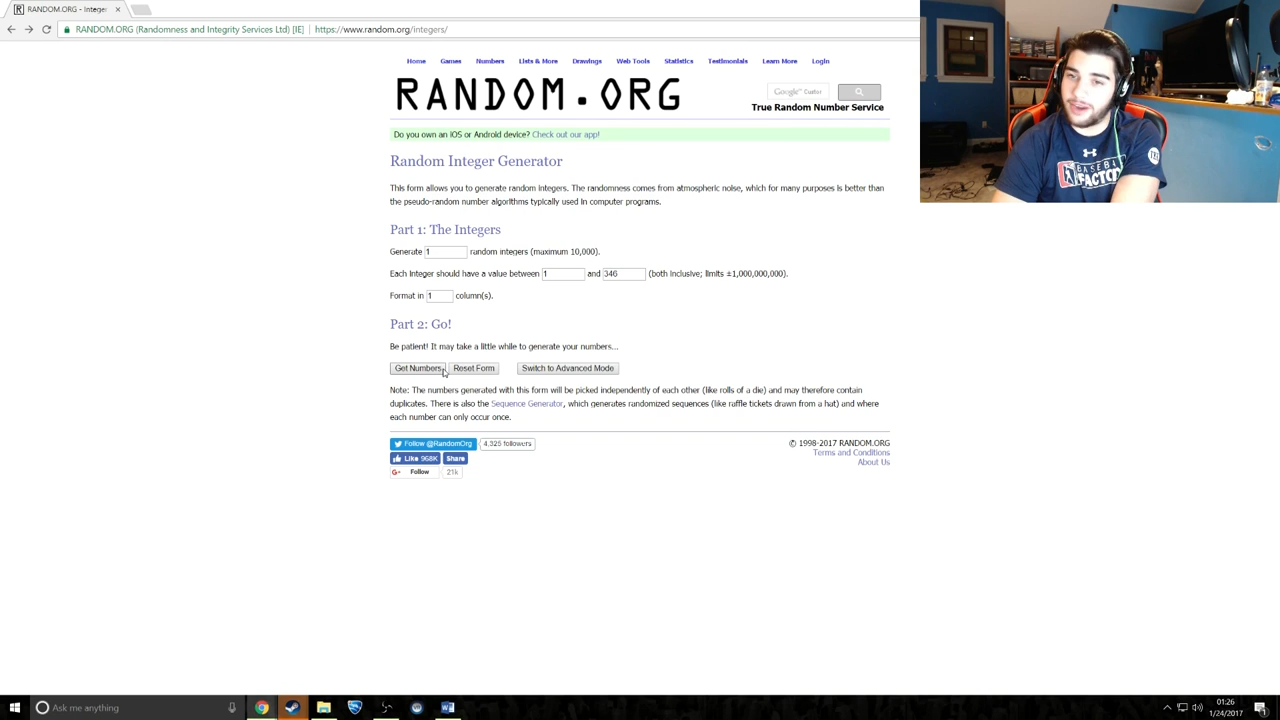 RANDOM.ORG - Integer
RANDOM.ORG (Randomness and Integrity Services Ltd) [IE] https://www.random.org/integers/
Home Games Numbers Lists & More Drawings Web Tools Statistics Testimonials Learn More Login
RANDOM.ORG
Google™ Custor
True Random Number Service
Do you own an iOS or Android device? Check out our app!
Random Integer Generator
This form allows you to generate random integers. The randomness comes from atmospheric noise, which for many purposes is better than
the pseudo-random number algorithms typically used in computer programs.
Part 1: The Integers
Generate 1 random integers (maximum 10,000).
Each integer should have a value between 1 and 346 (both inclusive; limits ±1,000,000,000).
Format in 1 column(s).
Part 2: Go!
Be patient! It may take a little while to generate your numbers...
Get Numbers Reset Form Switch to Advanced Mode
Note: The numbers generated with this form will be picked independently of each other (like rolls of a die) and may therefore contain
duplicates. There is also the Sequence Generator, which generates randomized sequences (like raffle tickets drawn from a hat) and where
each number can only occur once.
Follow @RandomOrg 4,325 followers
Like 968K Share
G+ Follow 21k
© 1998-2017 RANDOM.ORG
Terms and Conditions
About Us
BASEBALL
FACTORY
Ask me anything
01:26
1/24/2017